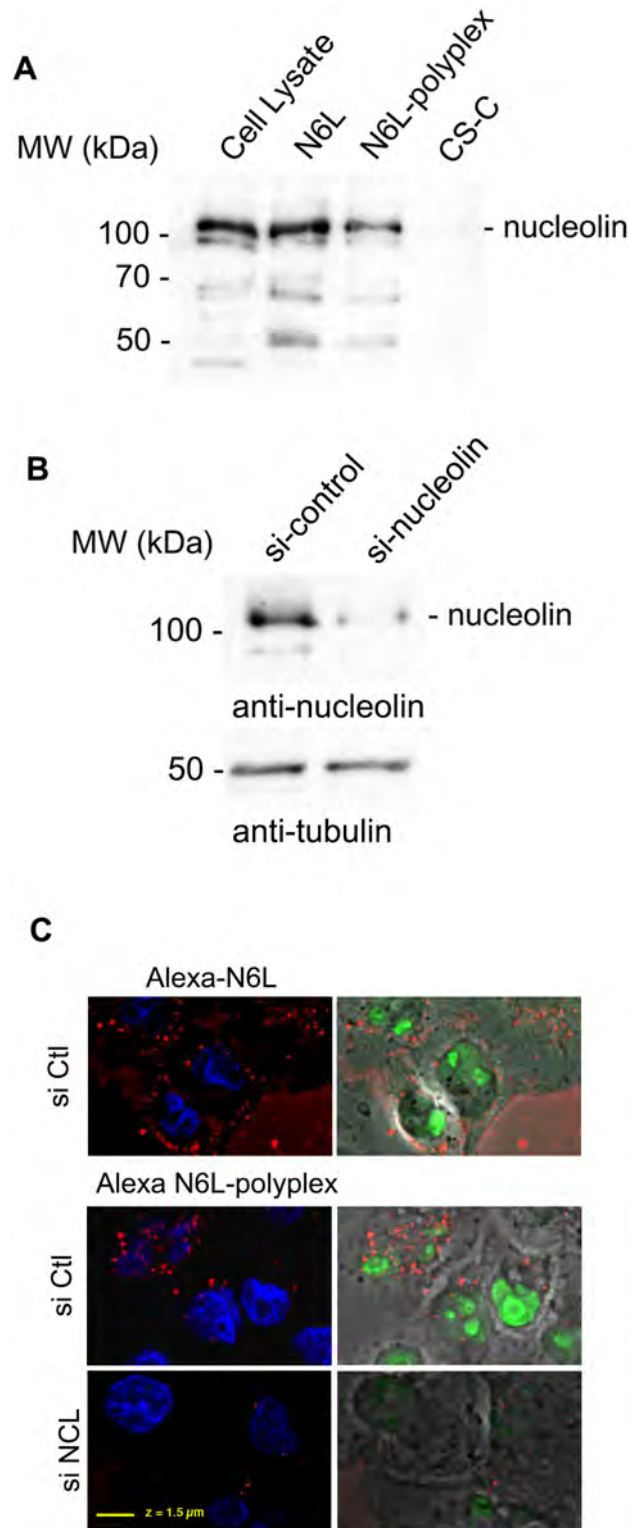 A
MW (kDa)
Cell Lysate
N6L
N6L-polyplex
CS-C
100 -
- nucleolin
70 -
50 -
B
MW (kDa)
si-control
si-nucleolin
100 -
- nucleolin
anti-nucleolin
50 -
anti-tubulin
C
Alexa-N6L
si Ctl
Alexa N6L-polyplex
si Ctl
si NCL
z = 1.5 µm